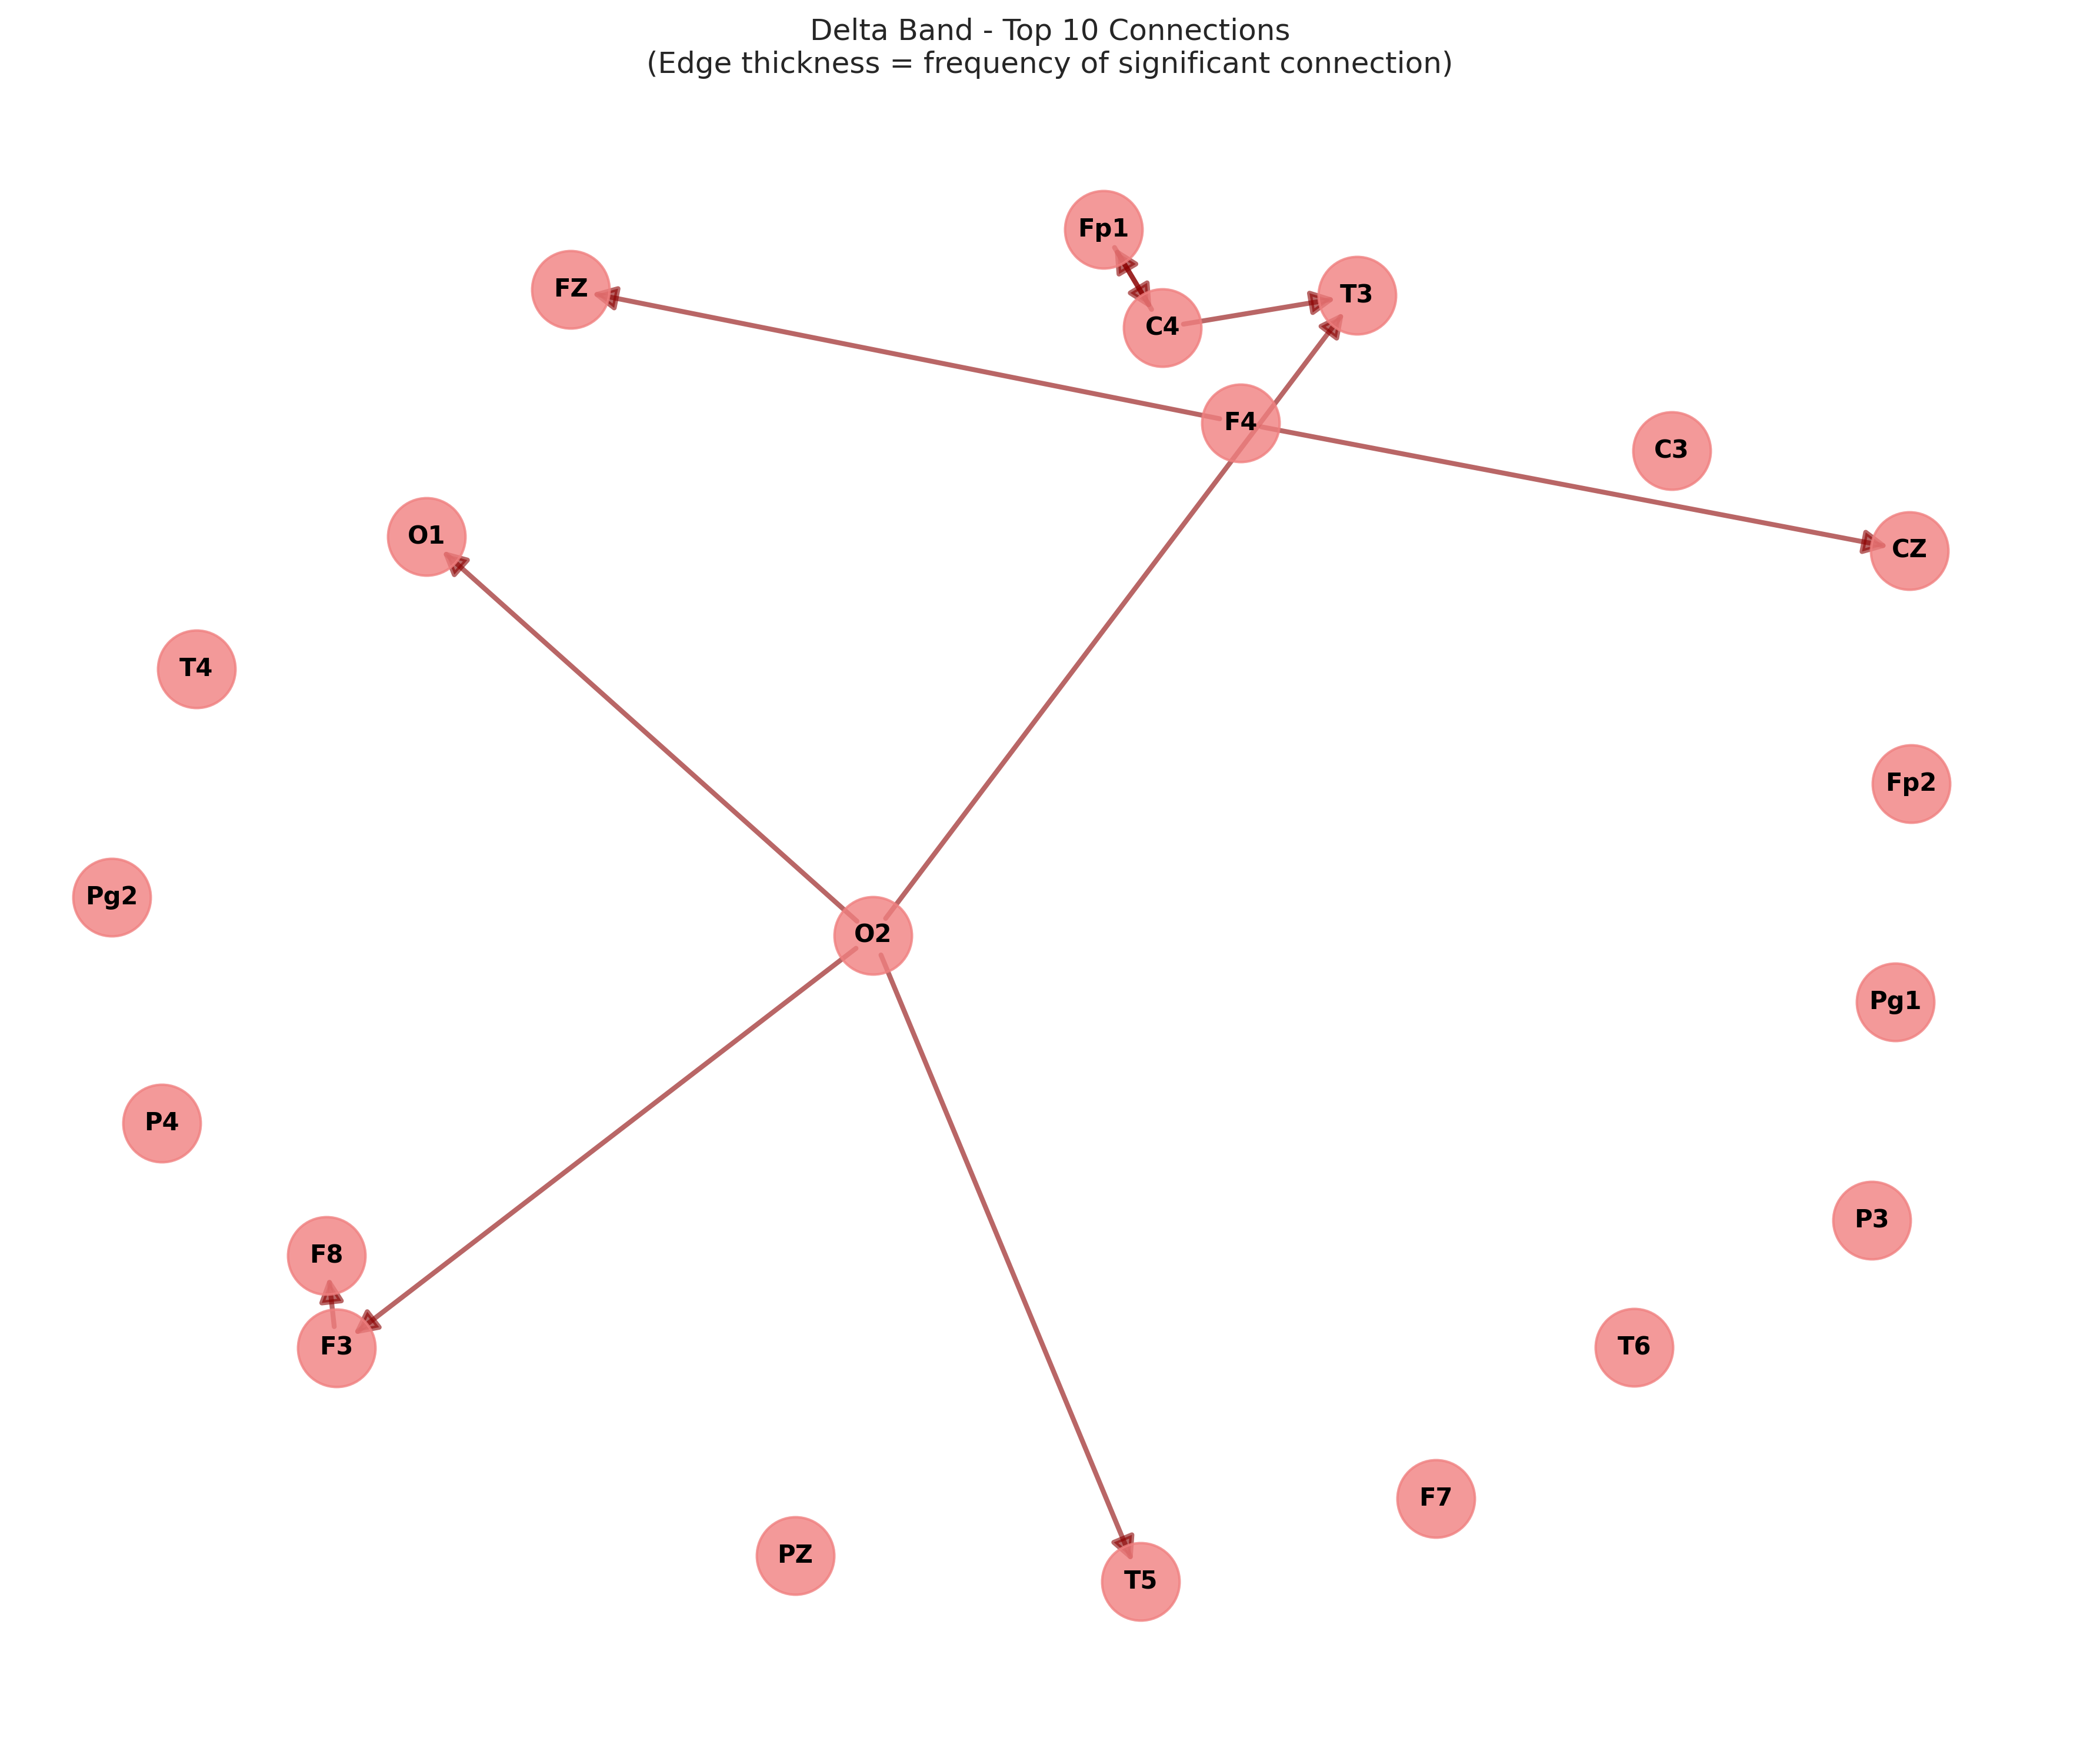 Delta Band - Top 10 Connections
(Edge thickness = frequency of significant connection)
Fp1
FZ
T3
C4
F4
C3
O1
CZ
T4
Fp2
Pg2
O2
Pg1
P4
P3
F8
F3
T6
F7
PZ
T5